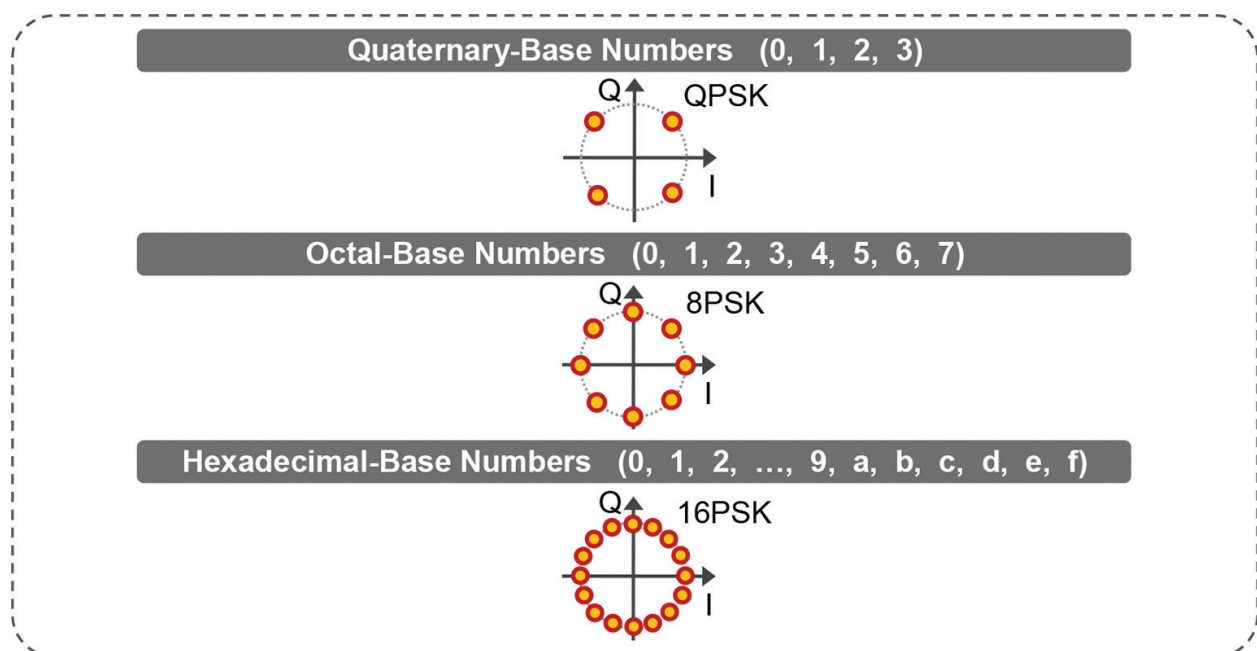 Quaternary-Base Numbers (0, 1, 2, 3)
Q QPSK
I
Octal-Base Numbers (0, 1, 2, 3, 4, 5, 6, 7)
Q 8PSK
I
Hexadecimal-Base Numbers (0, 1, 2, ..., 9, a, b, c, d, e, f)
Q 16PSK
I